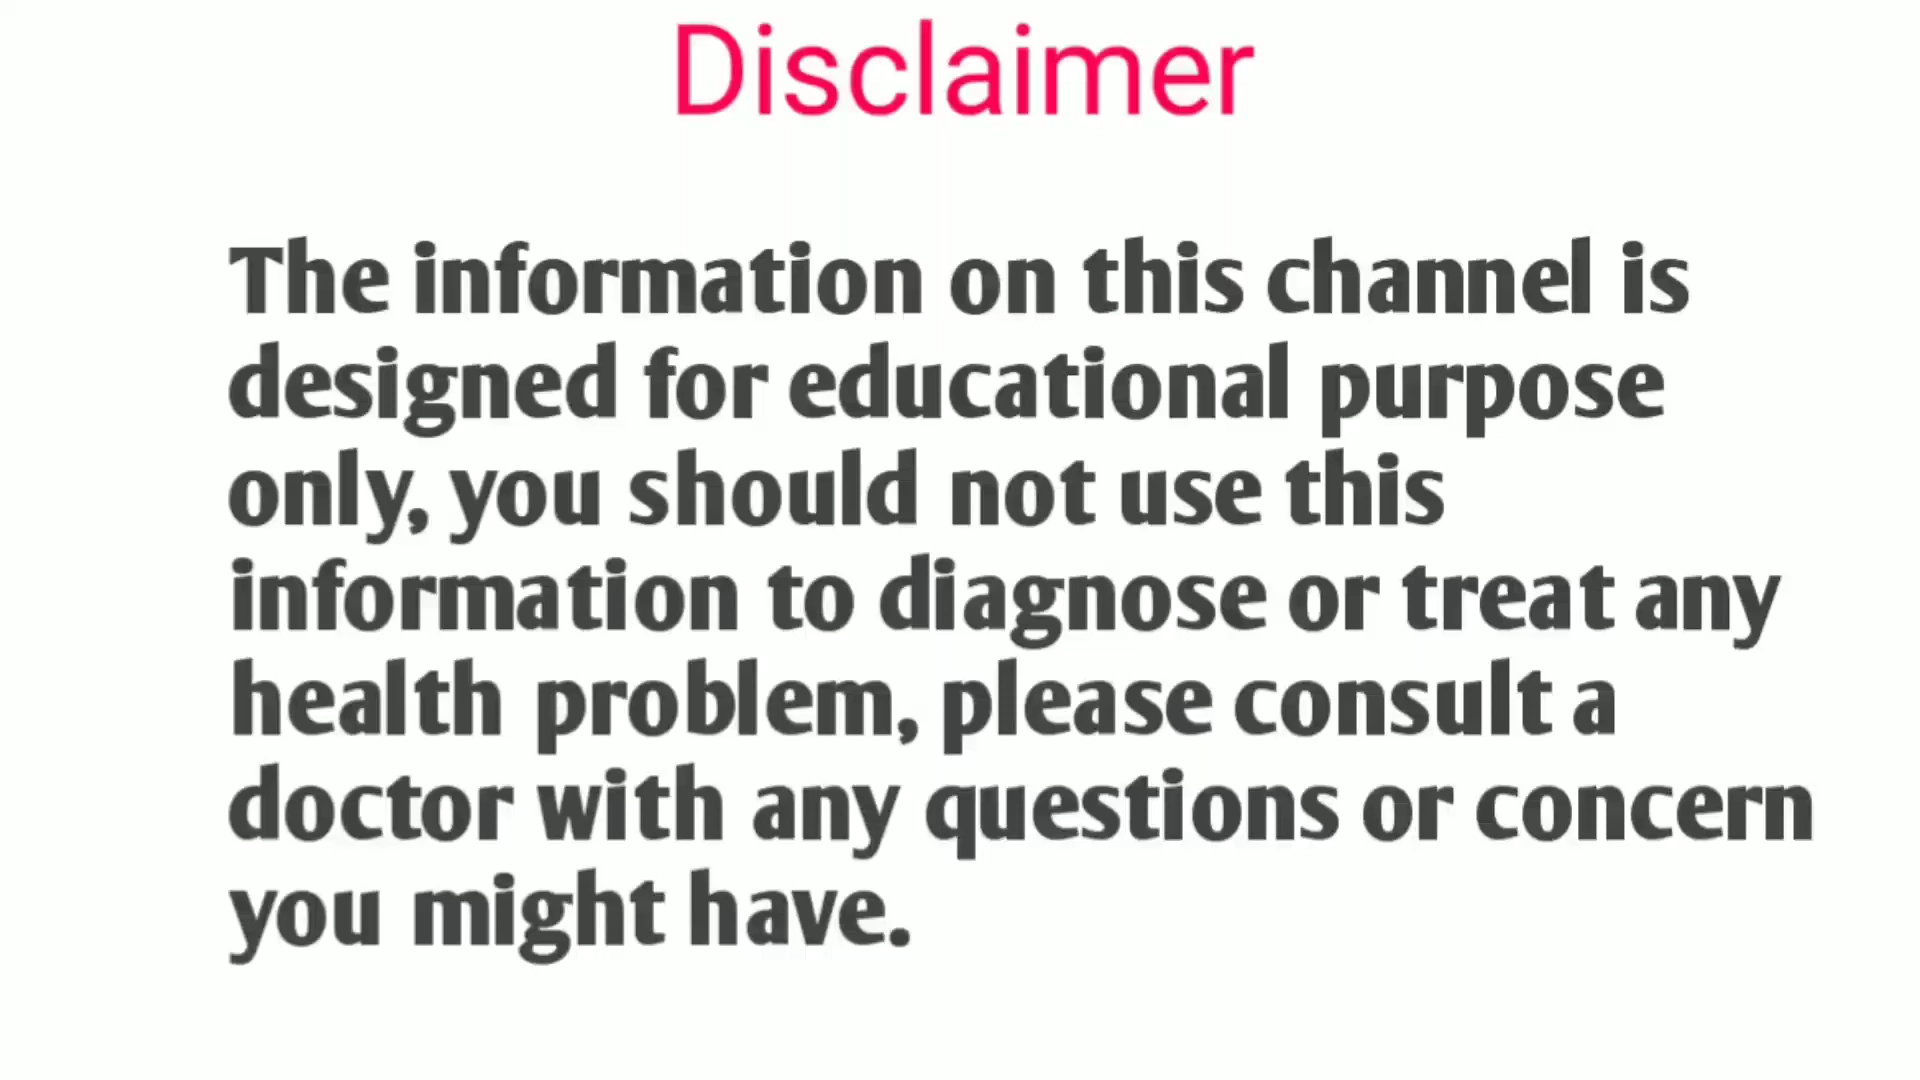 Disclaimer
The information on this channel is
designed for educational purpose
only, you should not use this
information to diagnose or treat any
health problem, please consult a
doctor with any questions or concern
you might have.